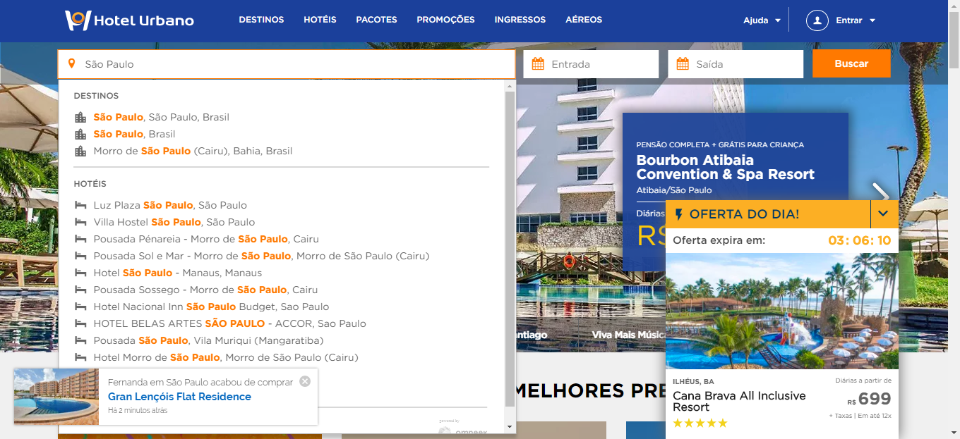 Hotel Urbano
DESTINOS HOTÉIS PACOTES PROMOÇÕES INGRESSOS AÉREOS
Ajuda Entrar
São Paulo
Entrada
Saída
Buscar
DESTINOS
São Paulo, São Paulo, Brasil
São Paulo, Brasil
Morro de São Paulo (Cairu), Bahia, Brasil
HOTÉIS
Luz Plaza São Paulo, São Paulo
Villa Hostel São Paulo, São Paulo
Pousada Pénareia - Morro de São Paulo, Cairu
Pousada Sol e Mar - Morro de São Paulo, Morro de São Paulo (Cairu)
Hotel São Paulo - Manaus, Manaus
Pousada Sossego - Morro de São Paulo, Cairu
Hotel Nacional Inn São Paulo Budget, Sao Paulo
HOTEL BELAS ARTES SÃO PAULO - ACCOR, Sao Paulo
Pousada São Paulo, Vila Muriqui (Mangaratiba)
Hotel Morro de São Paulo, Morro de São Paulo (Cairu)
Fernanda em São Paulo acabou de comprar
Gran Lençóis Flat Residence
Há 2 minutos atrás
PENSÃO COMPLETA + GRÁTIS PARA CRIANÇA
Bourbon Atibaia
Convention & Spa Resort
Atibaia/São Paulo
Diárias
R$
OFERTA DO DIA!
Oferta expira em: 03:06:10
antiago
Viva Mais Músic
MELHORES PRE
ILHÉUS, BA
Cana Brava All Inclusive
Resort
Diárias a partir de
R$ 699
+ Taxas | Em até 12x